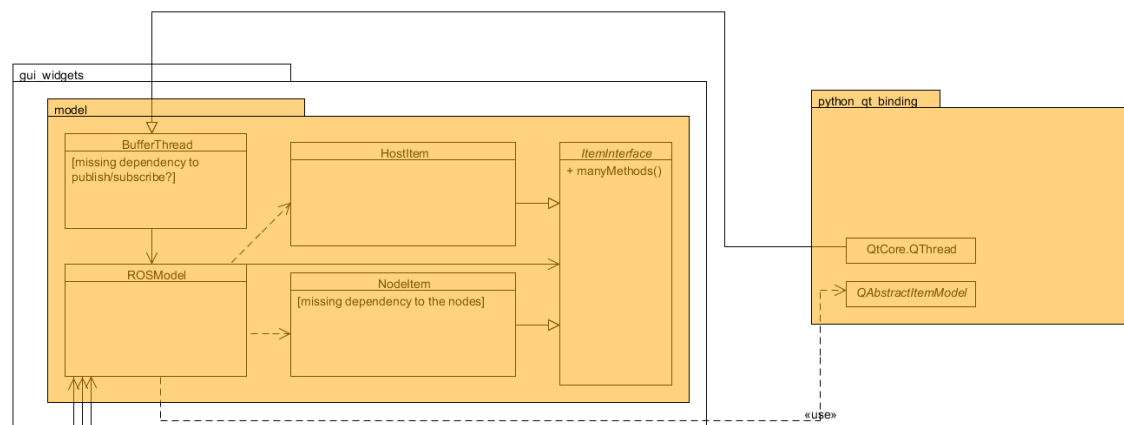 gui_widgets
model
python_qt_binding
BufferThread
[missing dependency to
publish/subscribe?]
HostItem
ItemInterface
+ manyMethods()
QtCore.QThread
ROSModel
NodeItem
[missing dependency to the nodes]
QAbstractItemModel
«use»